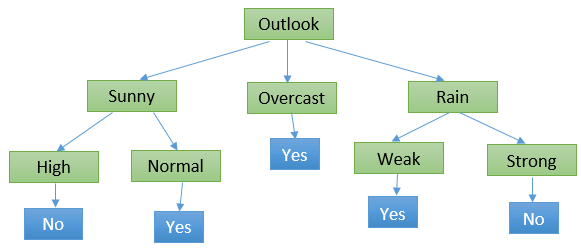 Outlook
Sunny
Overcast
Rain
High
Normal
Yes
Weak
Strong
No
Yes
Yes
No